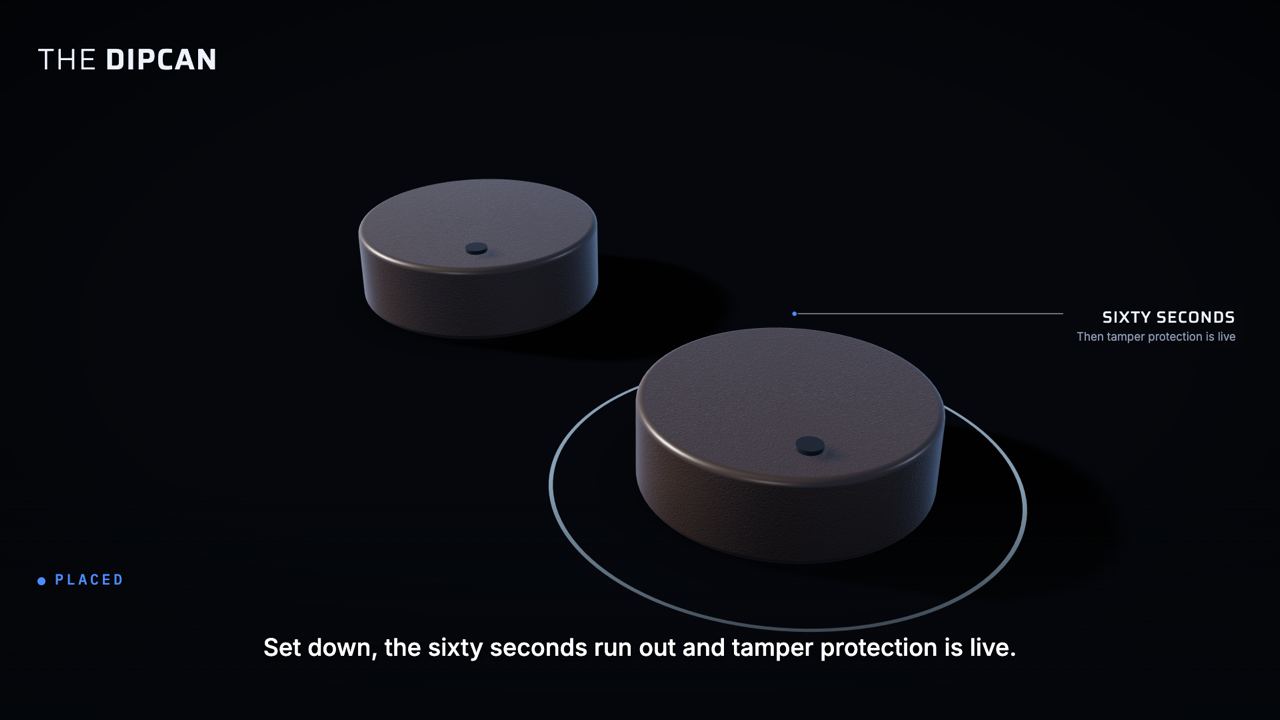 THE DIPCAN
SIXTY SECONDS
Then tamper protection is live
PLACED
Set down, the sixty seconds run out and tamper protection is live.